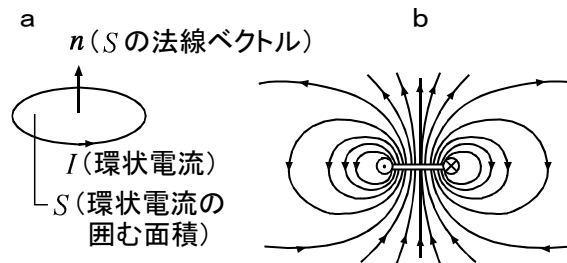 a
n(Sの法線ベクトル)
I(環状電流)
S(環状電流の
囲む面積)
b